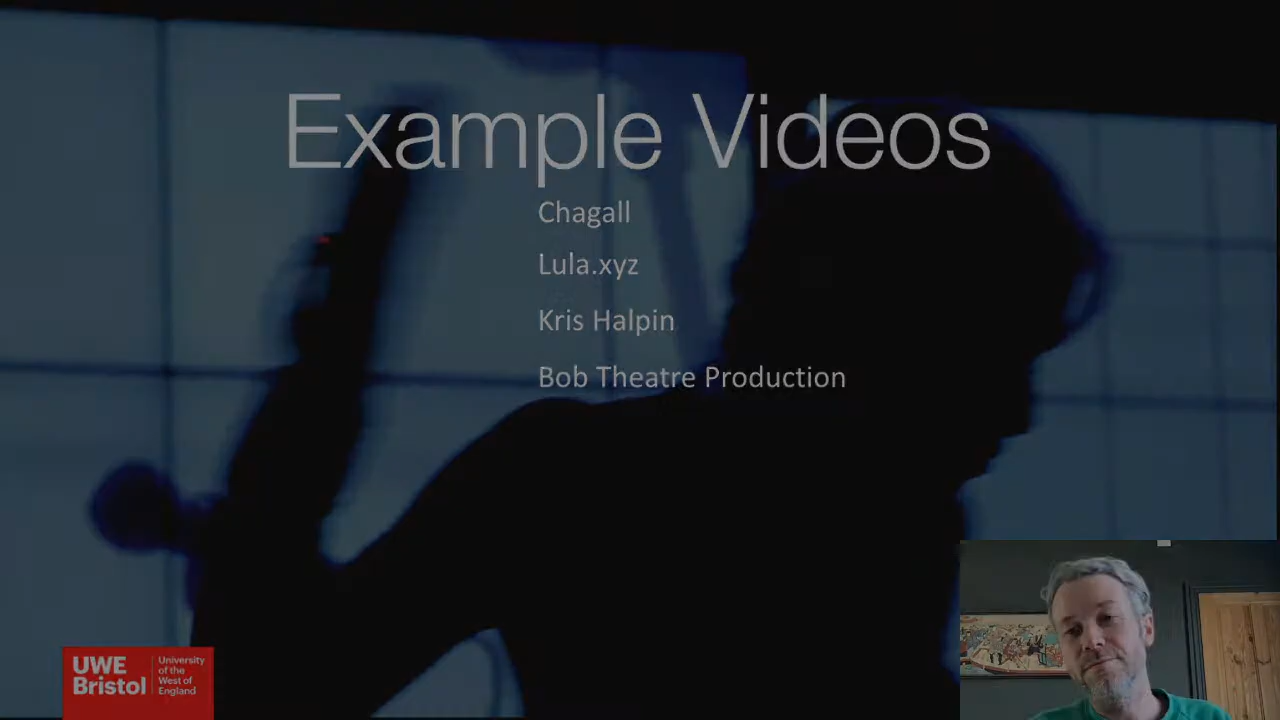 Example Videos
Chagall
Lula.xyz
Kris Halpin
Bob Theatre Production
UWE
Bristol
University
of the
West of
England